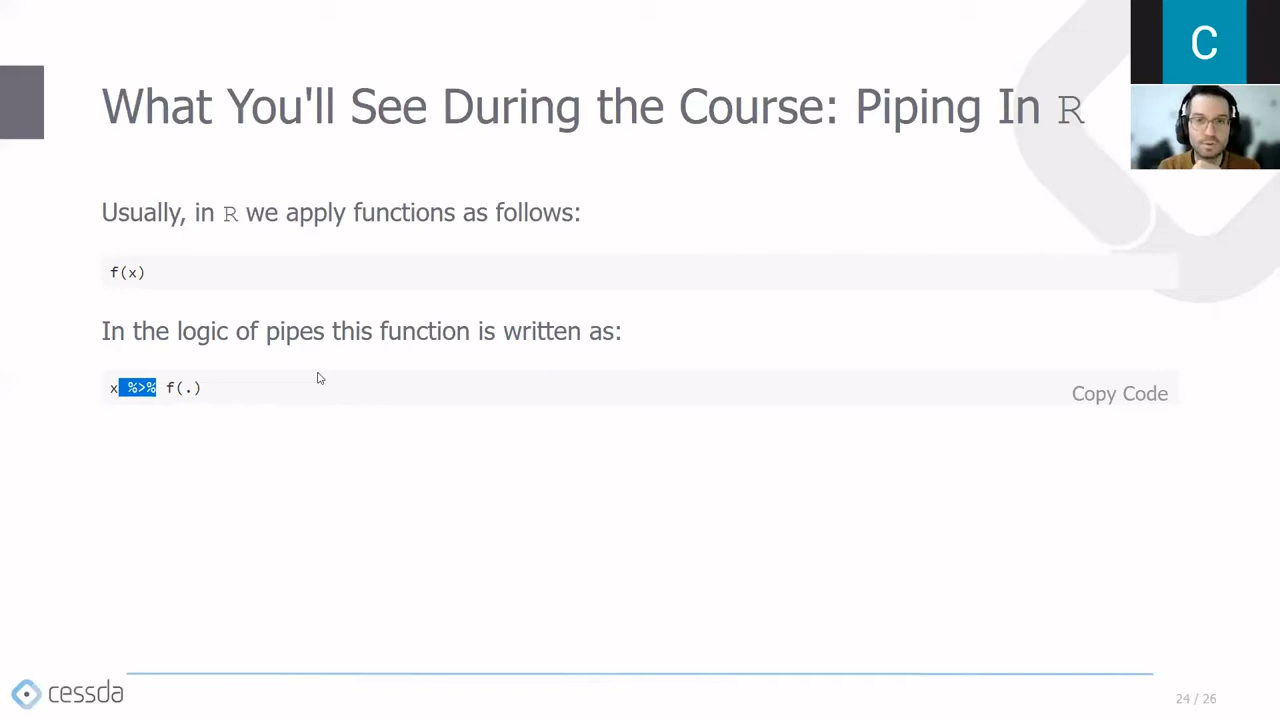 C
What You'll See During the Course: Piping In R
Usually, in R we apply functions as follows:
f(x)
In the logic of pipes this function is written as:
x %>% f(.)
Copy Code
cessda
24 / 26